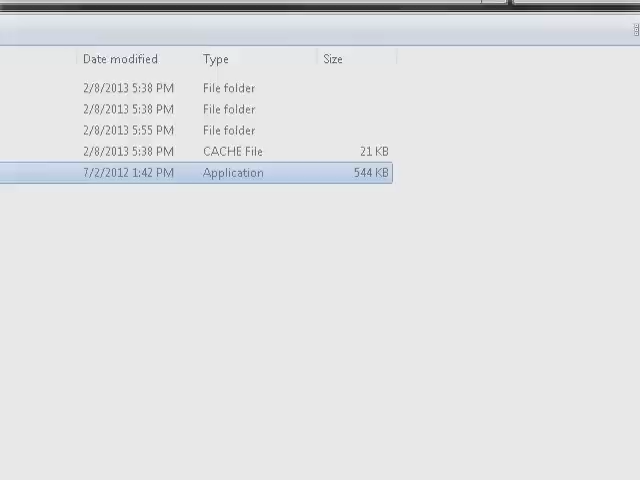 Date modified Type Size
2/8/2013 5:38 PM File folder
2/8/2013 5:38 PM File folder
2/8/2013 5:55 PM File folder
2/8/2013 5:38 PM CACHE File 21 KB
7/2/2012 1:42 PM Application 544 KB